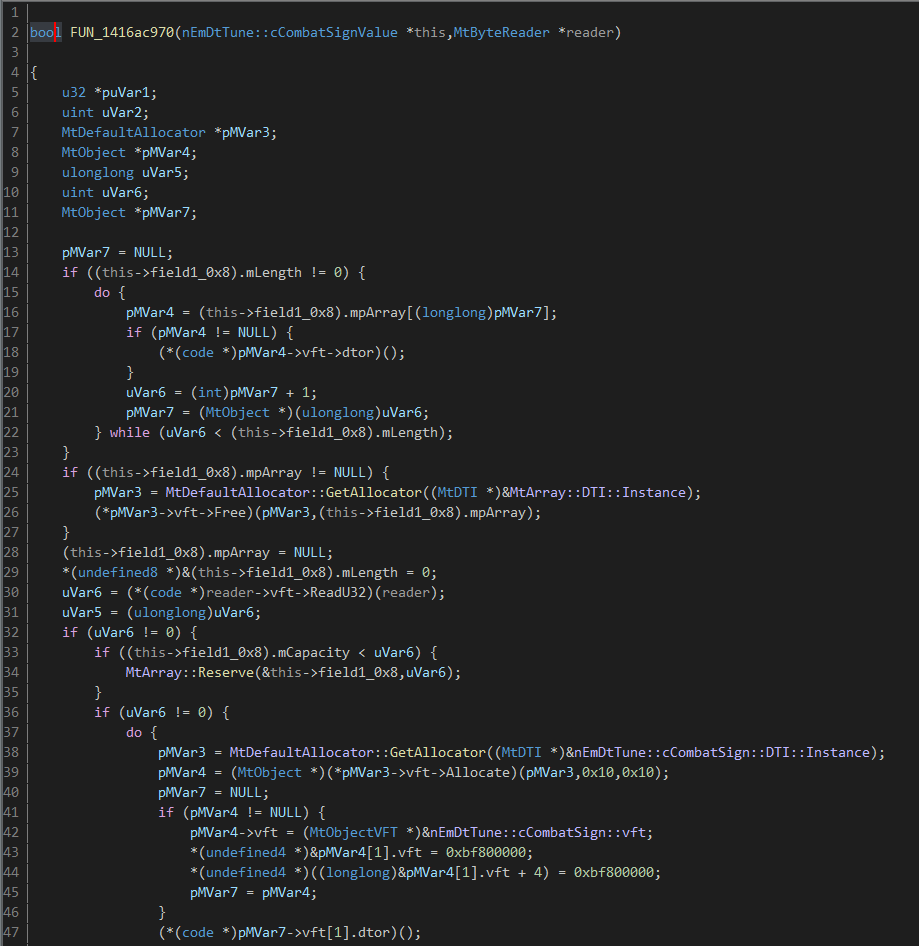 1
2 bool FUN_1416ac970(nEmDtTune::cCombatSignValue *this,MtByteReader *reader)
3
4 {
5 u32 *puVar1;
6 uint uVar2;
7 MtDefaultAllocator *pMVar3;
8 MtObject *pMVar4;
9 ulonglong uVar5;
10 uint uVar6;
11 MtObject *pMVar7;
12
13 pMVar7 = NULL;
14 if ((this->field1_0x8).mLength != 0) {
15 do {
16 pMVar4 = (this->field1_0x8).mpArray[(longlong)pMVar7];
17 if (pMVar4 != NULL) {
18 (*(code *)pMVar4->vft->dtor)();
19 }
20 uVar6 = (int)pMVar7 + 1;
21 pMVar7 = (MtObject *)(ulonglong)uVar6;
22 } while (uVar6 < (this->field1_0x8).mLength);
23 }
24 if ((this->field1_0x8).mpArray != NULL) {
25 pMVar3 = MtDefaultAllocator::GetAllocator((MtDTI *)&MtArray::DTI::Instance);
26 (*pMVar3->vft->Free)(pMVar3,(this->field1_0x8).mpArray);
27 }
28 (this->field1_0x8).mpArray = NULL;
29 *(undefined8 *)&(this->field1_0x8).mLength = 0;
30 uVar6 = (*(code *)reader->vft->ReadU32)(reader);
31 uVar5 = (ulonglong)uVar6;
32 if (uVar6 != 0) {
33 if ((this->field1_0x8).mCapacity < uVar6) {
34 MtArray::Reserve(&this->field1_0x8,uVar6);
35 }
36 if (uVar6 != 0) {
37 do {
38 pMVar3 = MtDefaultAllocator::GetAllocator((MtDTI *)&nEmDtTune::cCombatSign::DTI::Instance);
39 pMVar4 = (MtObject *)(*pMVar3->vft->Allocate)(pMVar3,0x10,0x10);
40 pMVar7 = NULL;
41 if (pMVar4 != NULL) {
42 pMVar4->vft = (MtObjectVFT *)&nEmDtTune::cCombatSign::vft;
43 *(undefined4 *)&pMVar4[1].vft = 0xbf800000;
44 *(undefined4 *)((longlong)&pMVar4[1].vft + 4) = 0xbf800000;
45 pMVar7 = pMVar4;
46 }
47 (*(code *)pMVar7->vft[1].dtor)();